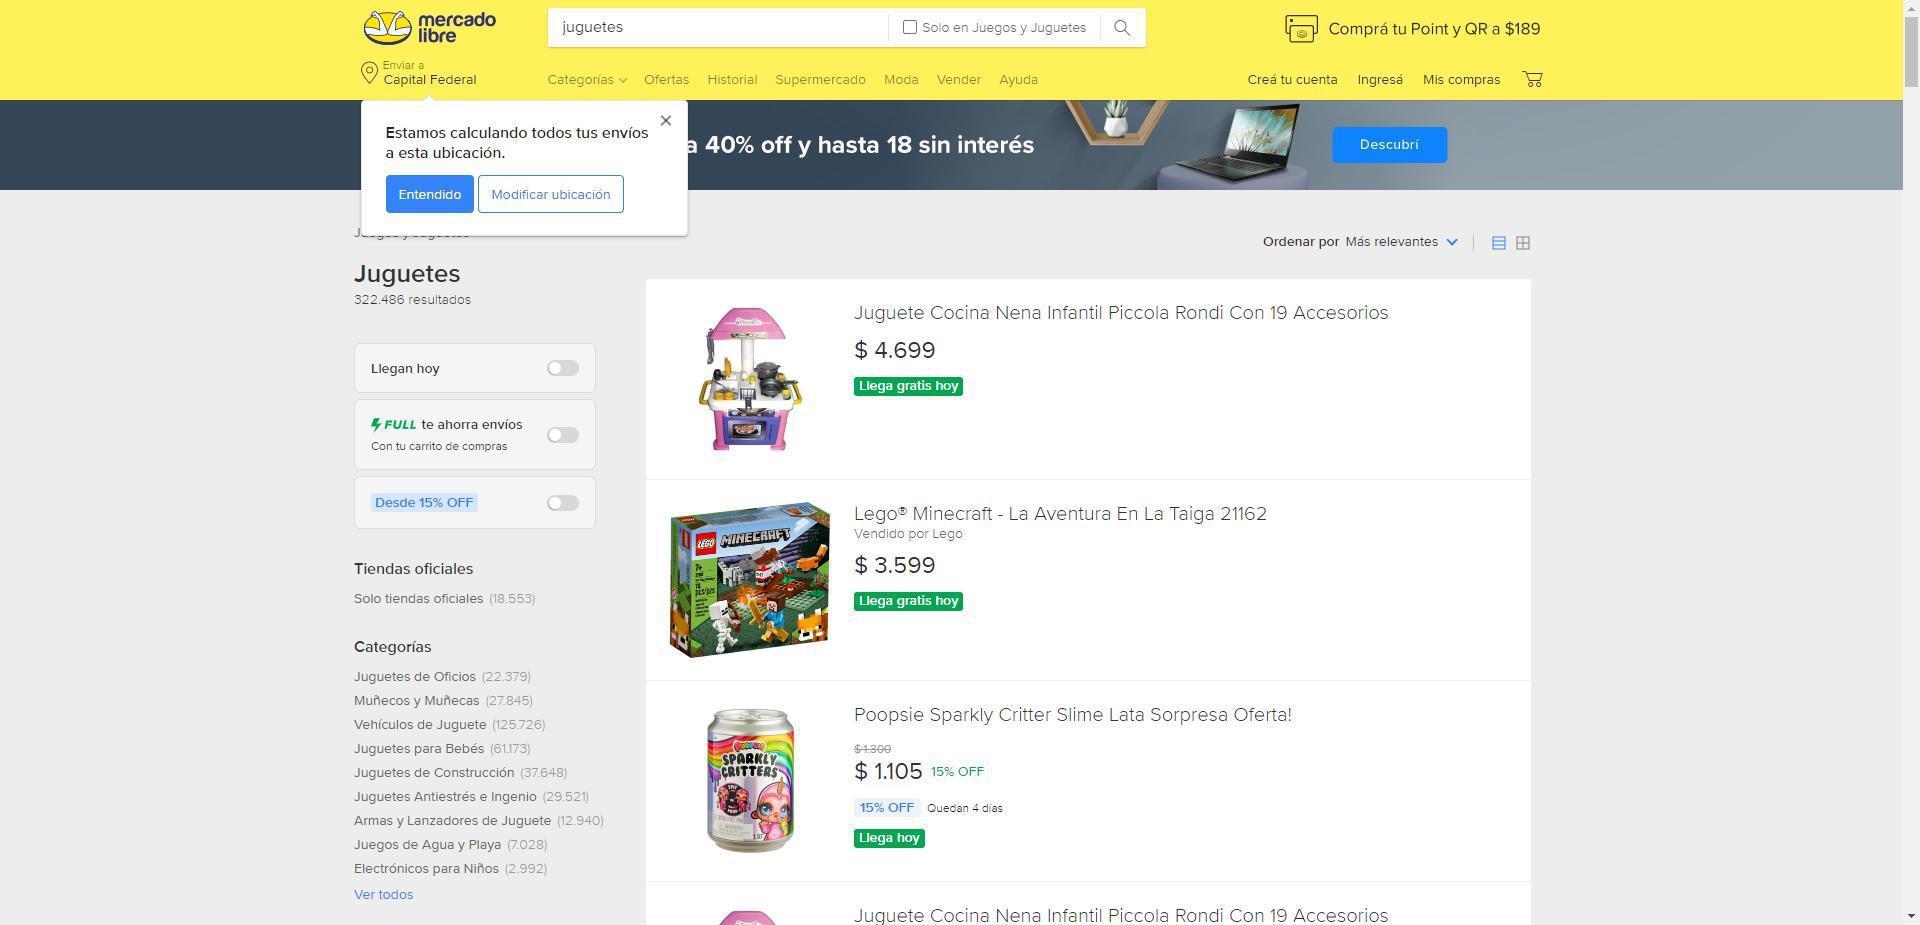 mercado
libre
juguetes
Solo en Juegos y Juguetes
Comprá tu Point y QR a $189
Enviar a
Capital Federal
Categorías
Ofertas
Historial
Supermercado
Moda
Vender
Ayuda
Creá tu cuenta
Ingresá
Mis compras
Estamos calculando todos tus envíos
a esta ubicación.
Entendido
Modificar ubicación
a 40% off y hasta 18 sin interés
Descubrí
Juegos y Juguetes
Ordenar por Más relevantes
Juguetes
322.486 resultados
Llegan hoy
FULL te ahorra envíos
Con tu carrito de compras
Desde 15% OFF
Tiendas oficiales
Solo tiendas oficiales (18.553)
Categorías
Juguetes de Oficios (22.379)
Muñecos y Muñecas (27.845)
Vehículos de Juguete (125.726)
Juguetes para Bebés (61.173)
Juguetes de Construcción (37.648)
Juguetes Antiestrés e Ingenio (29.521)
Armas y Lanzadores de Juguete (12.940)
Juegos de Agua y Playa (7.028)
Electrónicos para Niños (2.992)
Ver todos
Juguete Cocina Nena Infantil Piccola Rondi Con 19 Accesorios
$ 4.699
Llega gratis hoy
LEGO MINECRAFT
Lego® Minecraft - La Aventura En La Taiga 21162
Vendido por Lego
$ 3.599
Llega gratis hoy
POOPSIE
SPARKLY
CRITTERS
Poopsie Sparkly Critter Slime Lata Sorpresa Oferta!
$ 1.300
$ 1.105 15% OFF
15% OFF Quedan 4 días
Llega hoy
Juguete Cocina Nena Infantil Piccola Rondi Con 19 Accesorios